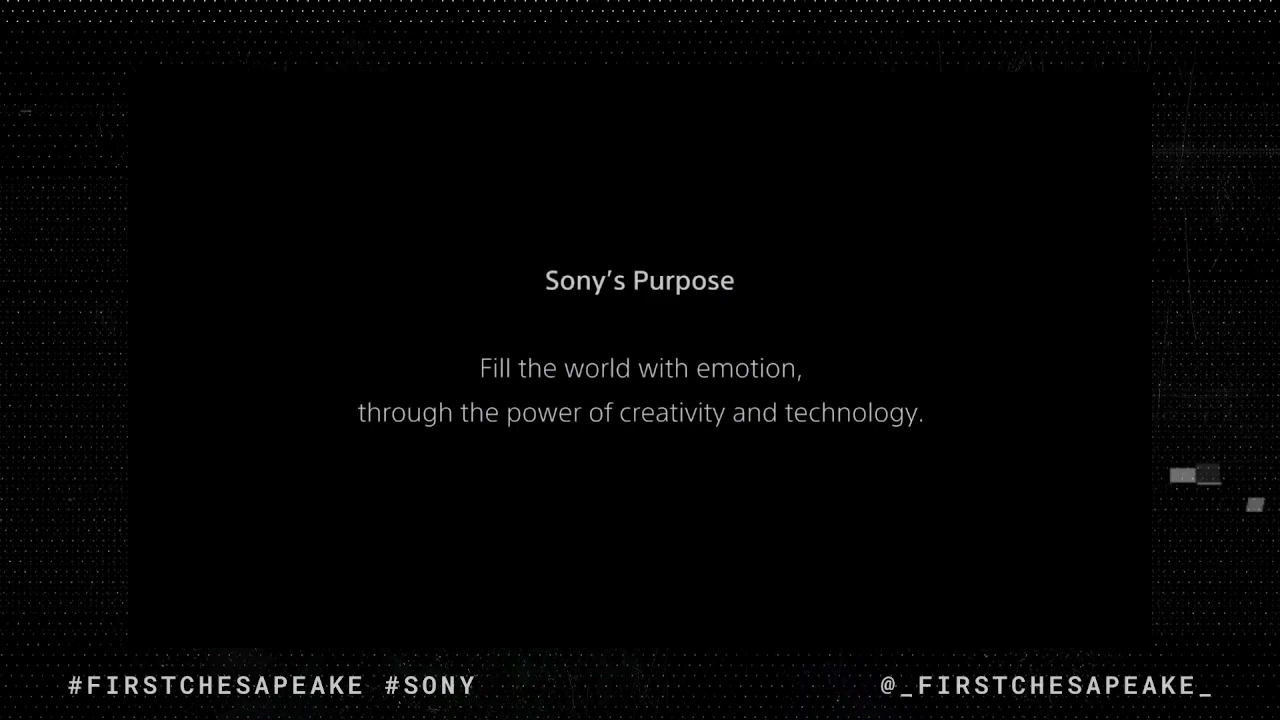 Sony’s Purpose
Fill the world with emotion,
through the power of creativity and technology.
#FIRSTCHESAPEAKE #SONY
@_FIRSTCHESAPEAKE_